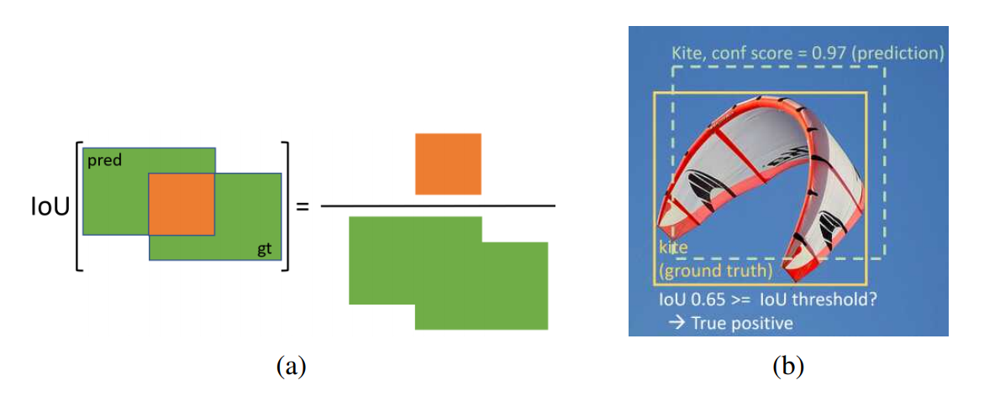 pred
IoU
=
gt
(a)
Kite, conf score = 0.97 (prediction)
kite
(ground truth)
IoU 0.65 >= IoU threshold?
→ True positive
(b)